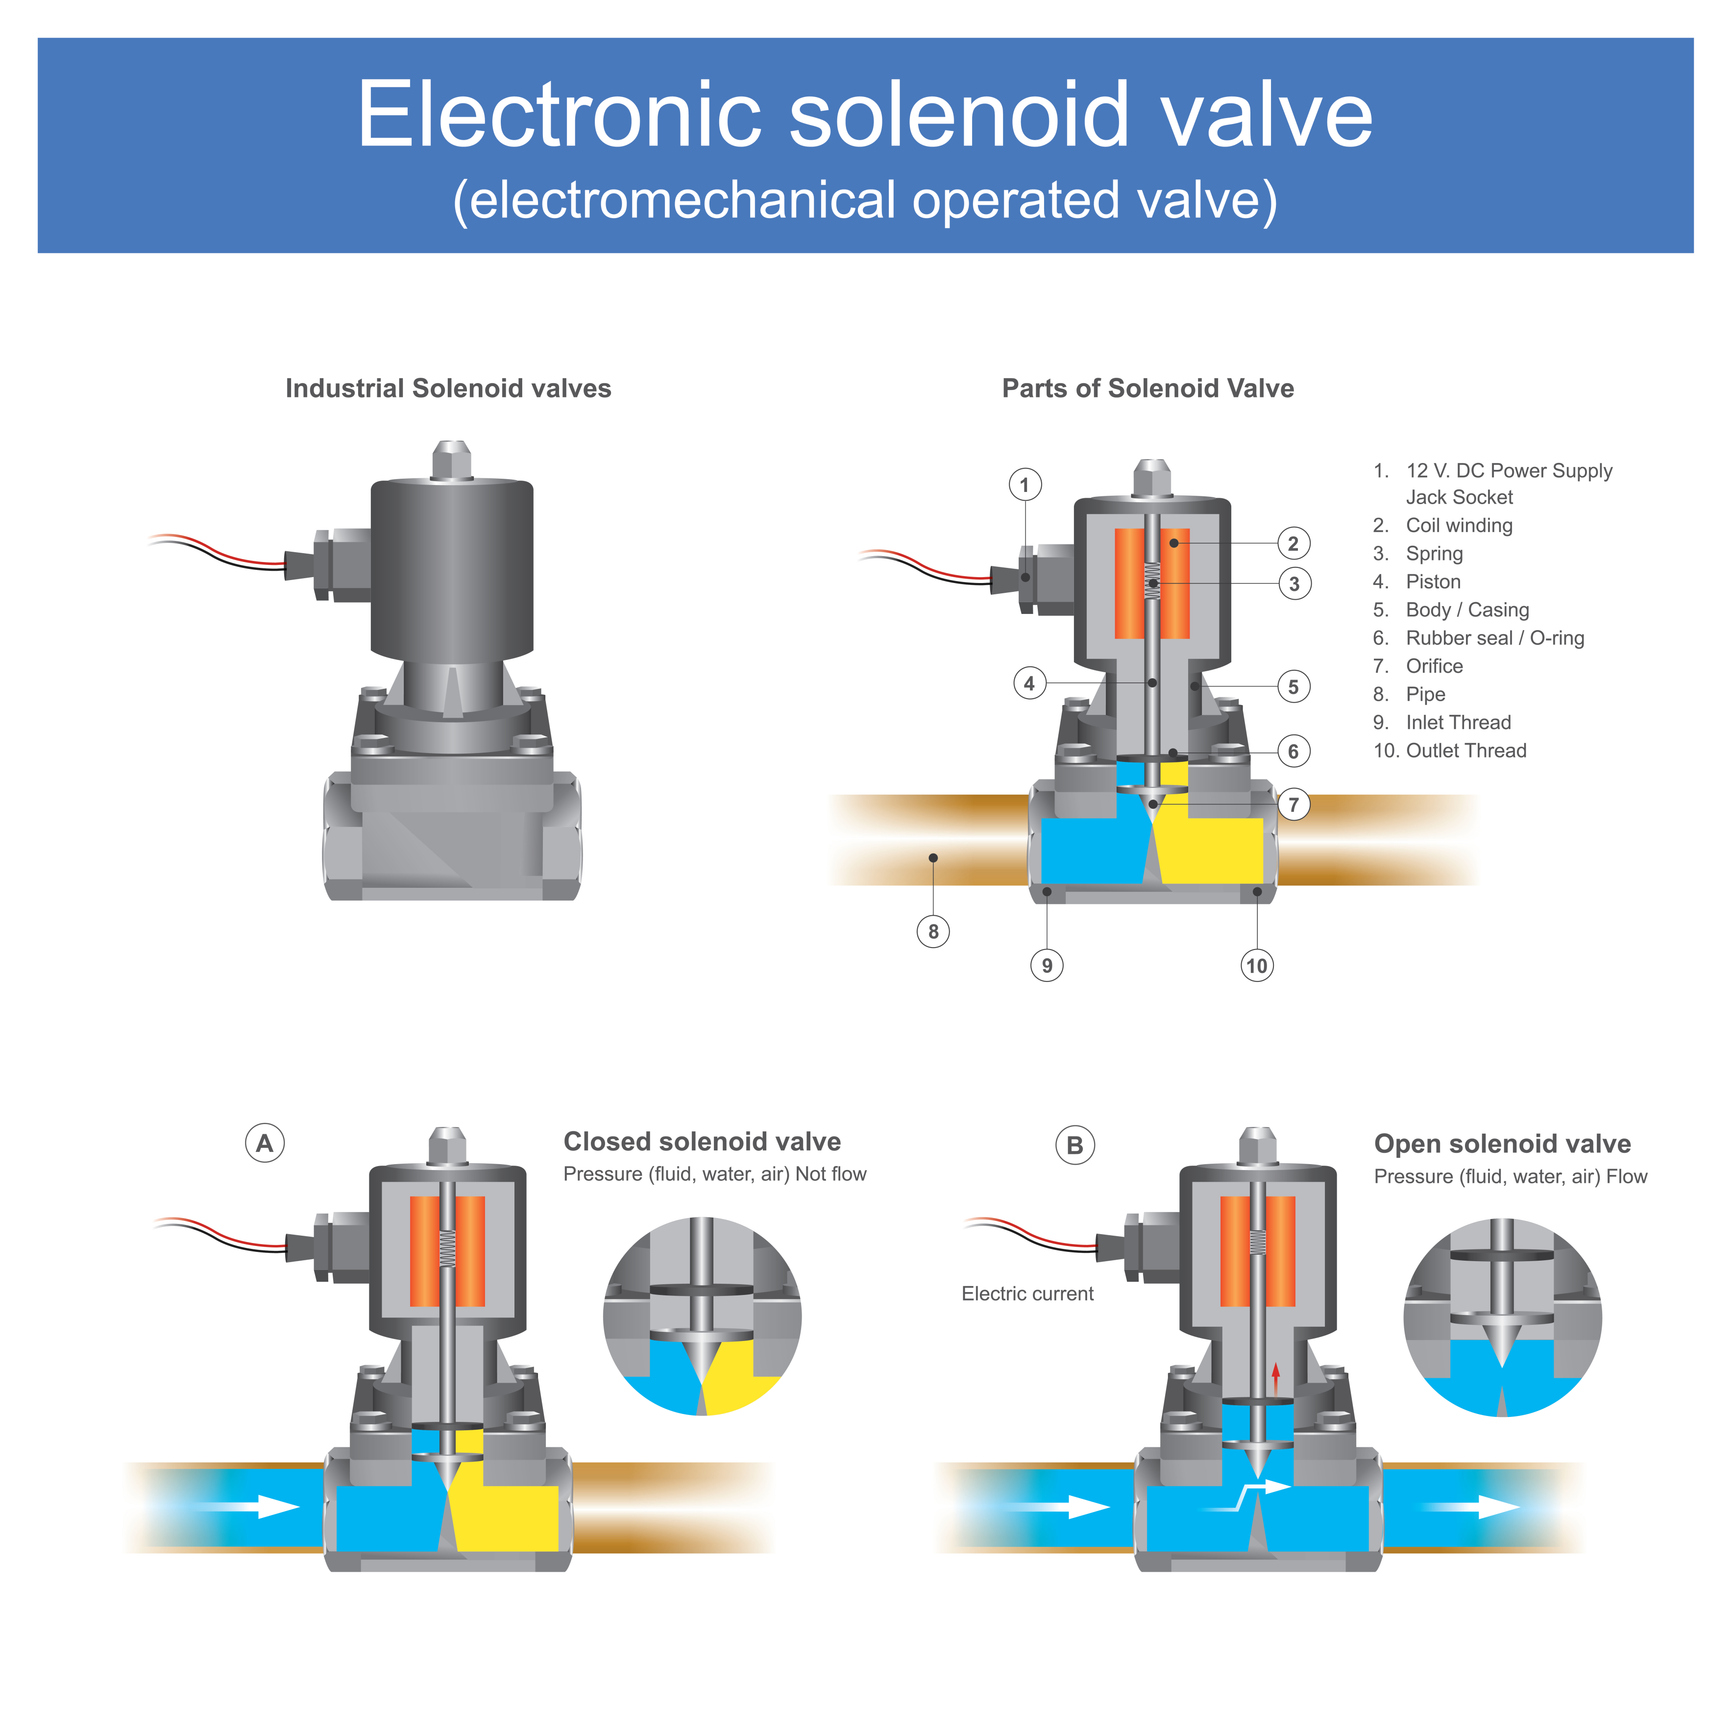 Electronic solenoid valve
(electromechanical operated valve)
Industrial Solenoid valves
Parts of Solenoid Valve
1
2
3
4
5
6
7
8
9
10
1. 12 V. DC Power Supply
Jack Socket
2. Coil winding
3. Spring
4. Piston
5. Body / Casing
6. Rubber seal / O-ring
7. Orifice
8. Pipe
9. Inlet Thread
10. Outlet Thread
A
Closed solenoid valve
Pressure (fluid, water, air) Not flow
B
Open solenoid valve
Pressure (fluid, water, air) Flow
Electric current